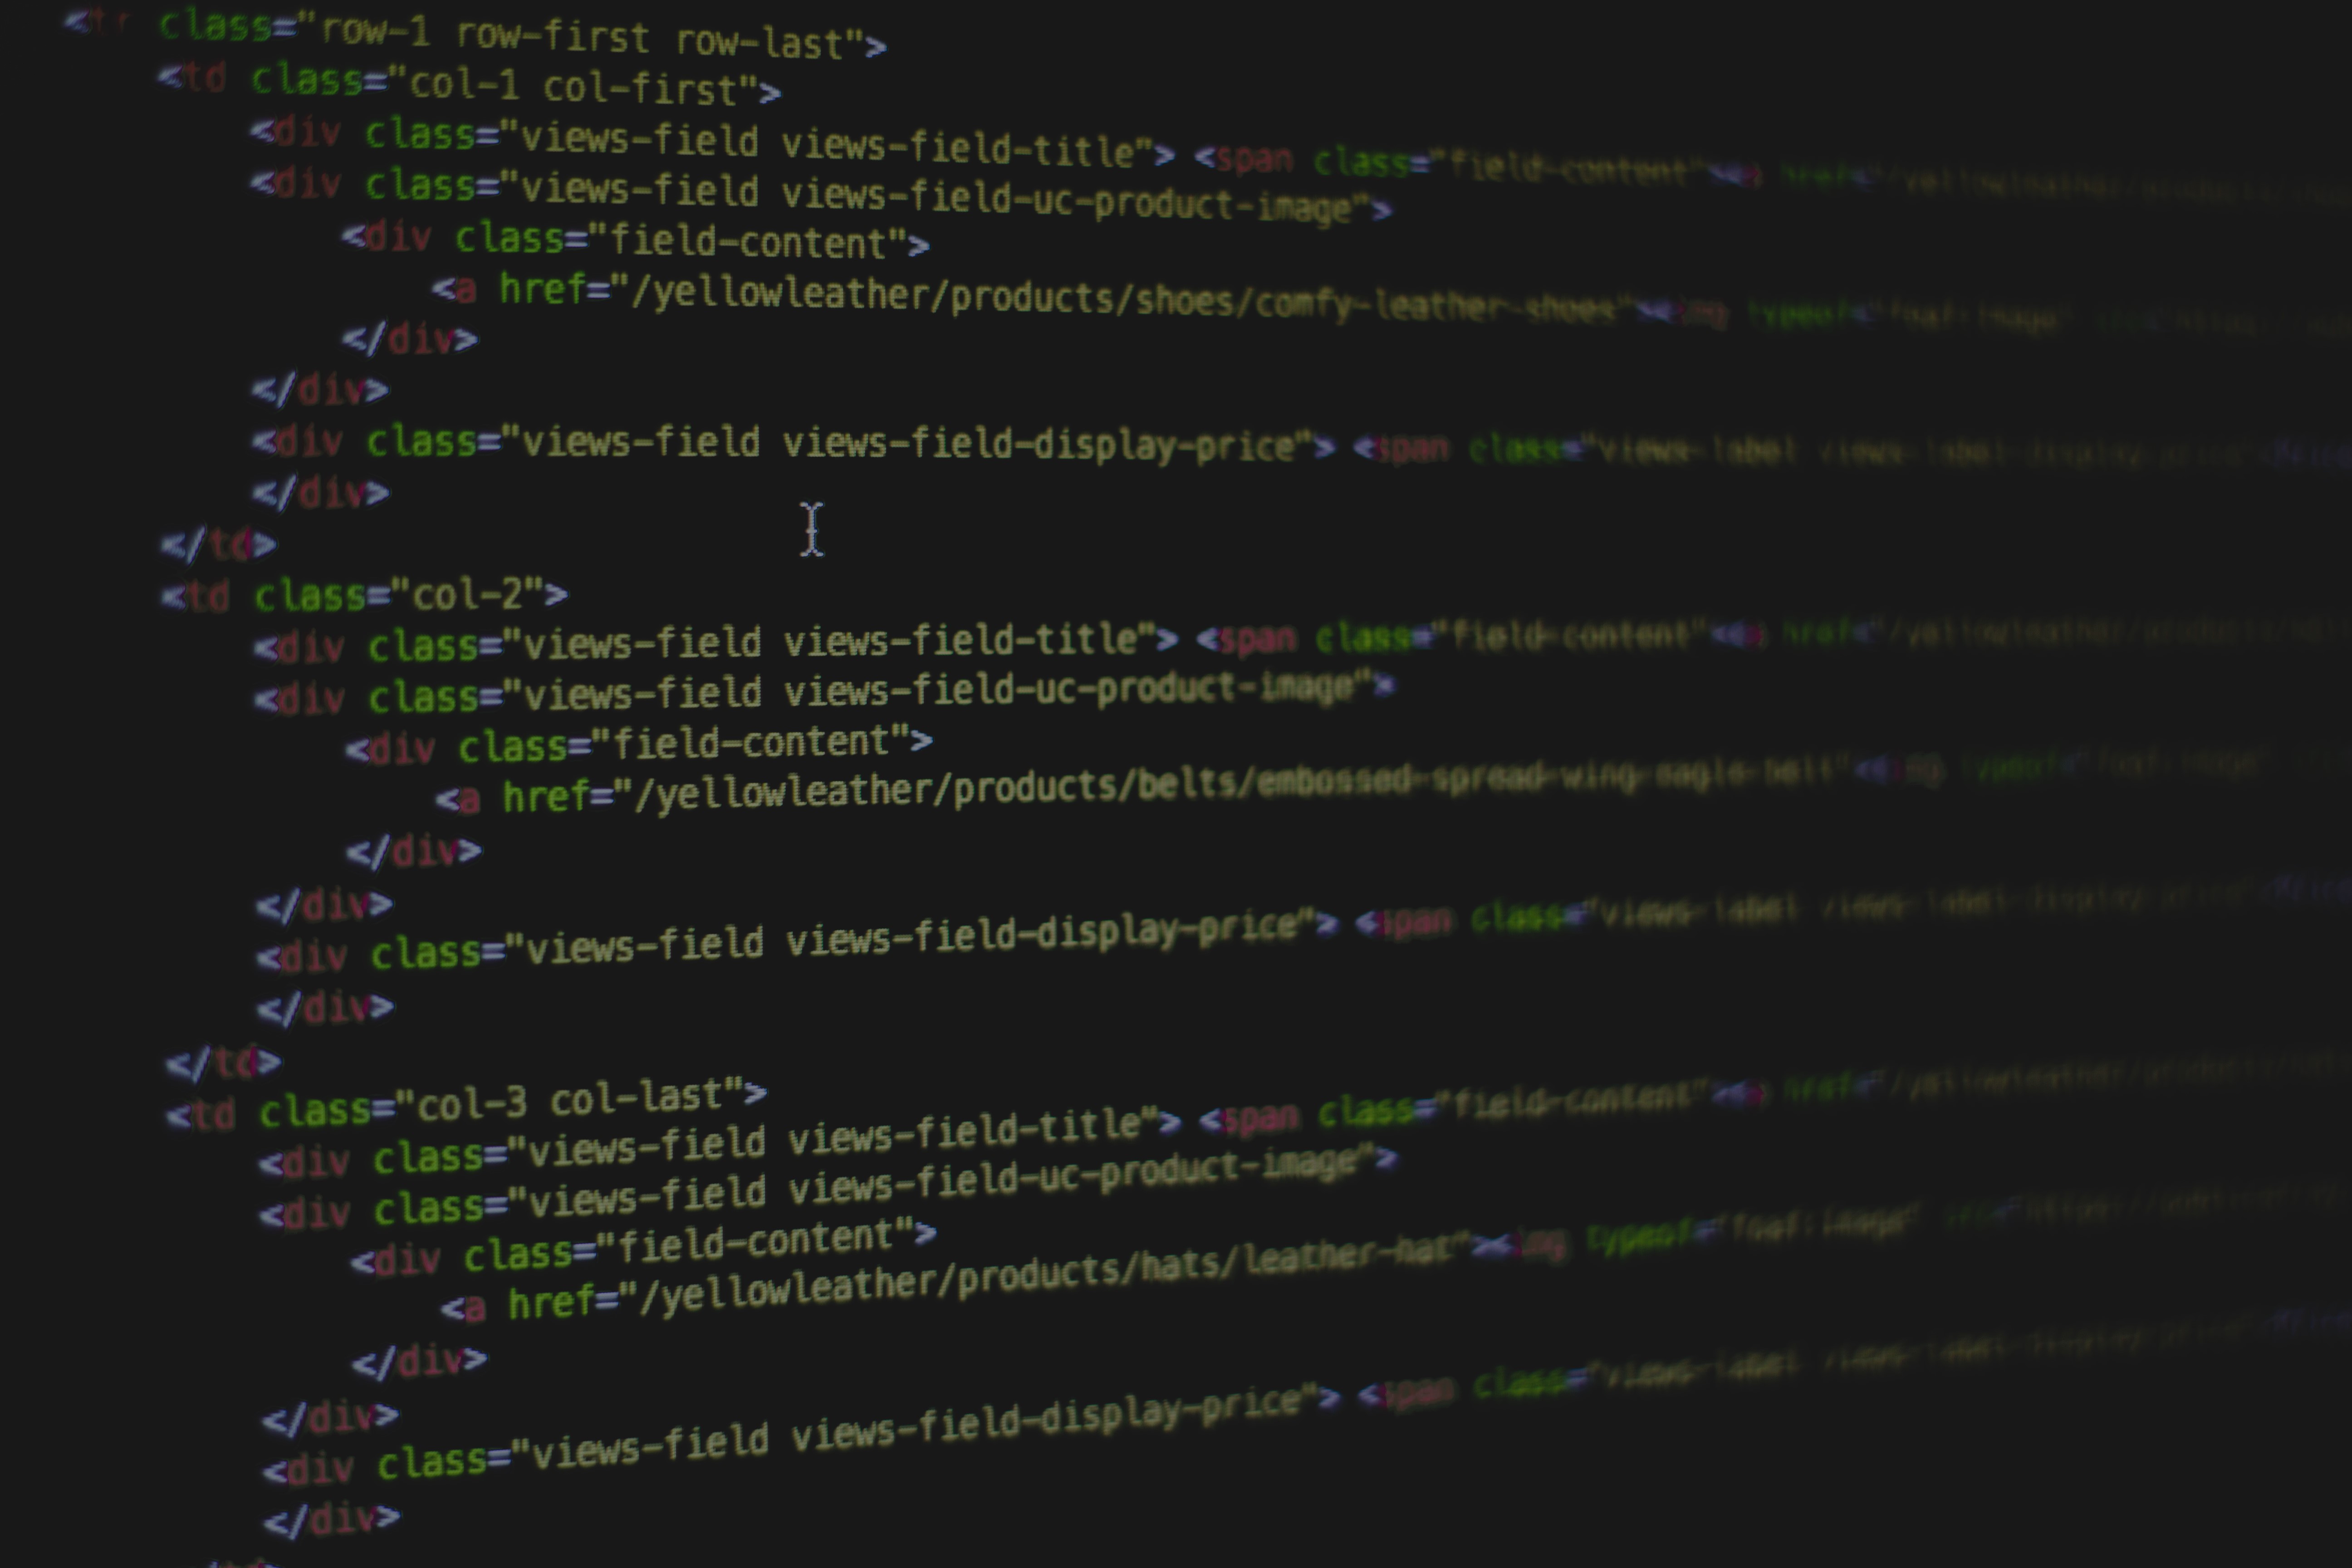 <tr class="row-1 row-first row-last">
<td class="col-1 col-first">
<div class="views-field views-field-title"> <span class="field-content"><a href="/yellowleather/products/
<div class="views-field views-field-uc-product-image">
<div class="field-content">
<a href="/yellowleather/products/shoes/comfy-leather-shoes"><img typeof="foaf:image"
</div>
</div>
<div class="views-field views-field-display-price"> <span class="views-label views-label-display-price">
</div>
</td>
<td class="col-2">
<div class="views-field views-field-title"> <span class="field-content"><a href="/yellowleather/products/
<div class="views-field views-field-uc-product-image">
<div class="field-content">
<a href="/yellowleather/products/belts/embossed-spread-wing-eagle-belt"><img typeof="foaf:image"
</div>
</div>
<div class="views-field views-field-display-price"> <span class="views-label views-label-display-price">
</div>
</td>
<td class="col-3 col-last">
<div class="views-field views-field-title"> <span class="field-content"><a href="/yellowleather/products/
<div class="views-field views-field-uc-product-image">
<div class="field-content">
<a href="/yellowleather/products/hats/leather-hat"><img typeof="foaf:image" src="https://
</div>
</div>
<div class="views-field views-field-display-price"> <span class="views-label views-label-display-price">
</div>
</td>